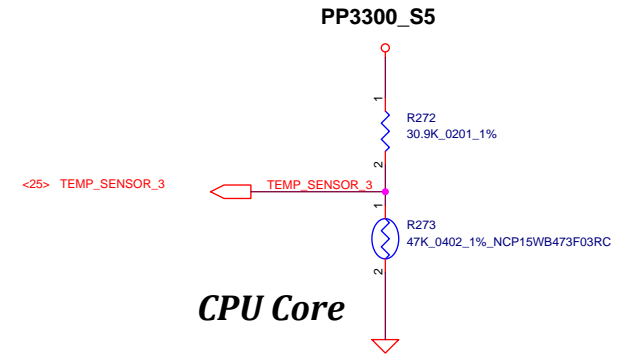 PP3300_S5
1
R272
30.9K_0201_1%
2
<25> TEMP_SENSOR_3
TEMP_SENSOR_3
1
R273
47K_0402_1%_NCP15WB473F03RC
2
CPU Core